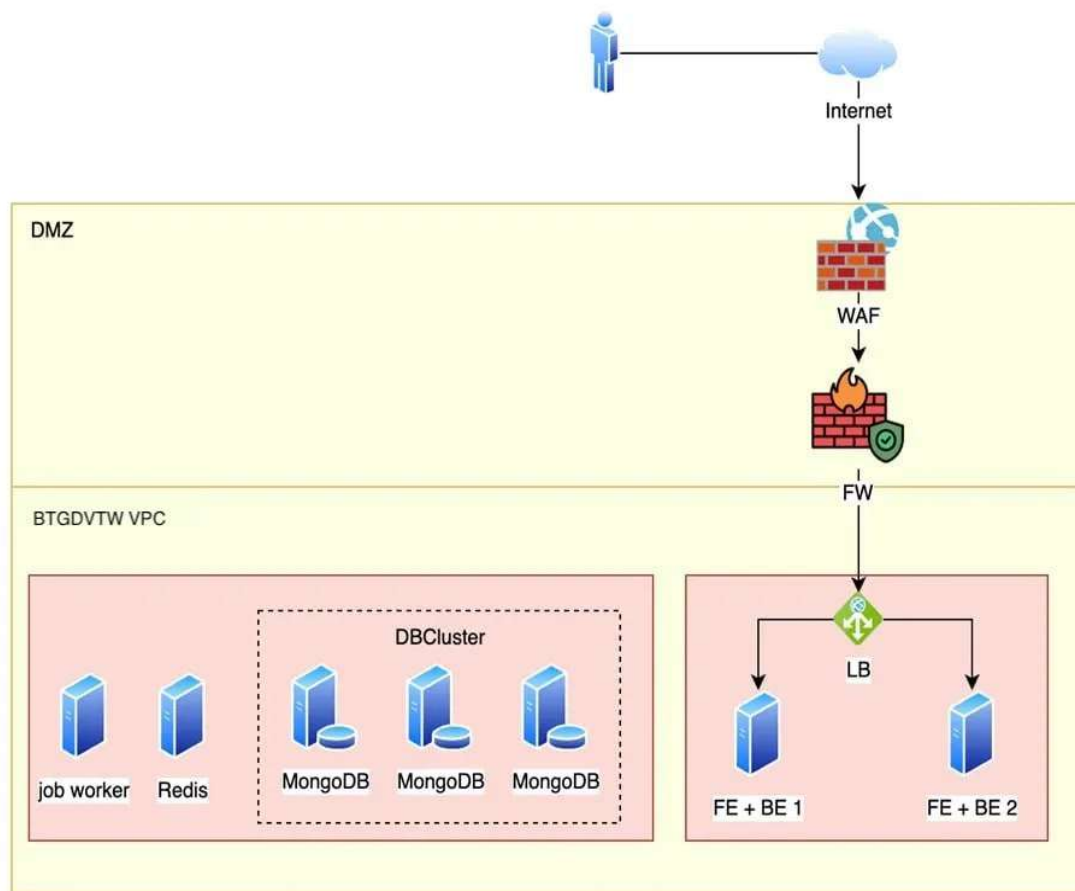 Internet
DMZ
WAF
FW
BTGDVTW VPC
DBCluster
LB
job worker
Redis
MongoDB
MongoDB
MongoDB
FE + BE 1
FE + BE 2